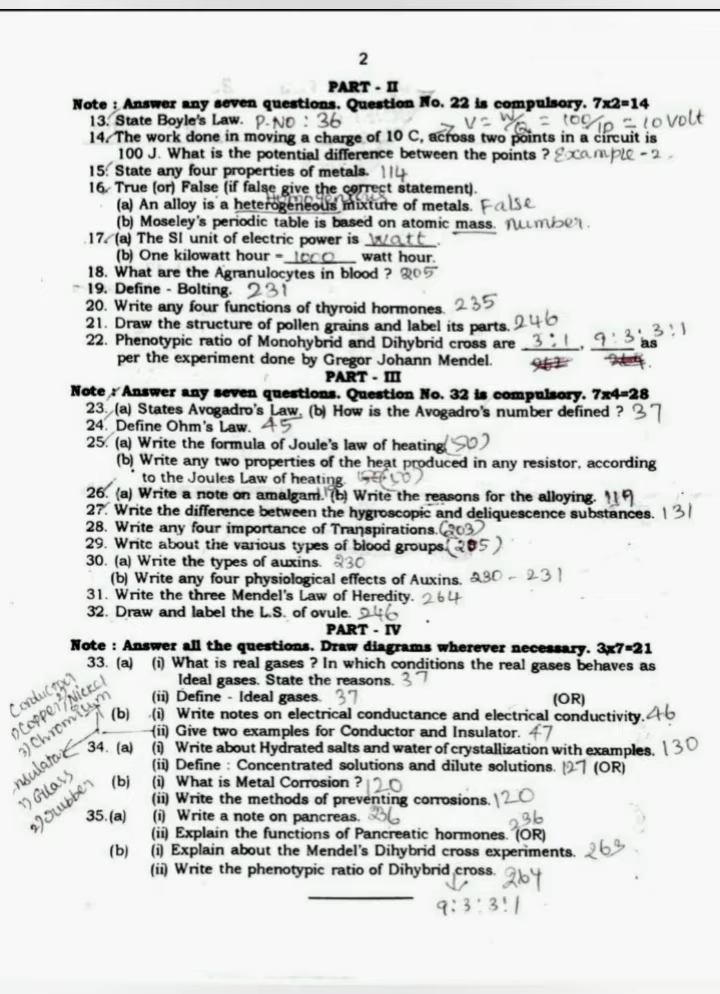 2
PART - II
Note : Answer any seven questions. Question No. 22 is compulsory. 7x2=14
13. State Boyle's Law. P.NO : 36 → V = W/Q = 100/10 = 10 Volt
14. The work done in moving a charge of 10 C, across two points in a circuit is
100 J. What is the potential difference between the points ? Example - 2.
15. State any four properties of metals. 114
16. True (or) False (if false give the correct statement).
Homogeneous
(a) An alloy is a heterogeneous mixture of metals. False
(b) Moseley's periodic table is based on atomic mass. number.
17. (a) The SI unit of electric power is watt.
(b) One kilowatt hour = 1000 watt hour.
18. What are the Agranulocytes in blood ? 205
19. Define - Bolting. 231
20. Write any four functions of thyroid hormones. 235
21. Draw the structure of pollen grains and label its parts. 246
22. Phenotypic ratio of Monohybrid and Dihybrid cross are 3:1, 9:3:3:1 as
per the experiment done by Gregor Johann Mendel.
PART - III
Note : Answer any seven questions. Question No. 32 is compulsory. 7x4=28
23. (a) States Avogadro's Law. (b) How is the Avogadro's number defined ? 37
24. Define Ohm's Law. 45
25. (a) Write the formula of Joule's law of heating (50)
(b) Write any two properties of the heat produced in any resistor, according
to the Joules Law of heating. (50)
26. (a) Write a note on amalgam. (b) Write the reasons for the alloying. 119
27. Write the difference between the hygroscopic and deliquescence substances. 131
28. Write any four importance of Transpirations. (203)
29. Write about the various types of blood groups. (205)
30. (a) Write the types of auxins. 230
(b) Write any four physiological effects of Auxins. 230 - 231
31. Write the three Mendel's Law of Heredity. 264
32. Draw and label the L.S. of ovule. 246
PART - IV
Note : Answer all the questions. Draw diagrams wherever necessary. 3x7=21
33. (a) (i) What is real gases ? In which conditions the real gases behaves as
Ideal gases. State the reasons. 37
(ii) Define - Ideal gases. 37 (OR)
(b) (i) Write notes on electrical conductance and electrical conductivity. 46
(ii) Give two examples for Conductor and Insulator. 47
Conductor
1) Copper 2) Nickel
3) Chromium
Insulator
1) Glass
2) Rubber
34. (a) (i) Write about Hydrated salts and water of crystallization with examples. 130
(ii) Define : Concentrated solutions and dilute solutions. 127 (OR)
(b) (i) What is Metal Corrosion ? 120
(ii) Write the methods of preventing corrosions. 120
35. (a) (i) Write a note on pancreas. 236
(ii) Explain the functions of Pancreatic hormones. 236 (OR)
(b) (i) Explain about the Mendel's Dihybrid cross experiments. 263
(ii) Write the phenotypic ratio of Dihybrid cross. 264
9:3:3:1